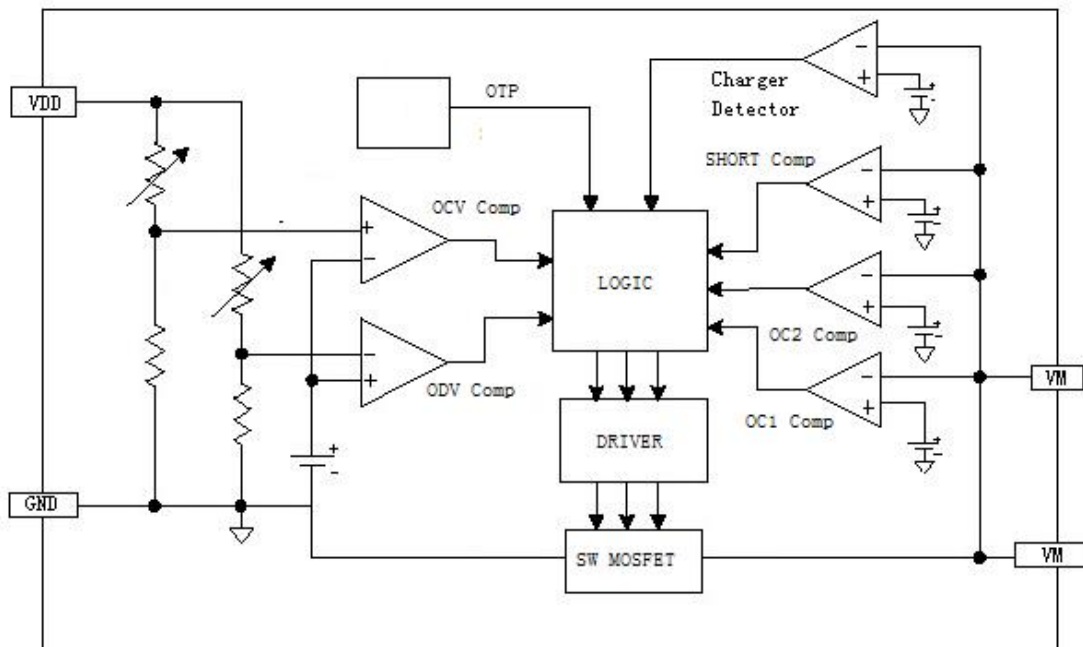 VDD
OTP
Charger
Detector
SHORT Comp
OCV Comp
LOGIC
OC2 Comp
ODV Comp
OC1 Comp
VM
DRIVER
GND
SW MOSFET
VM